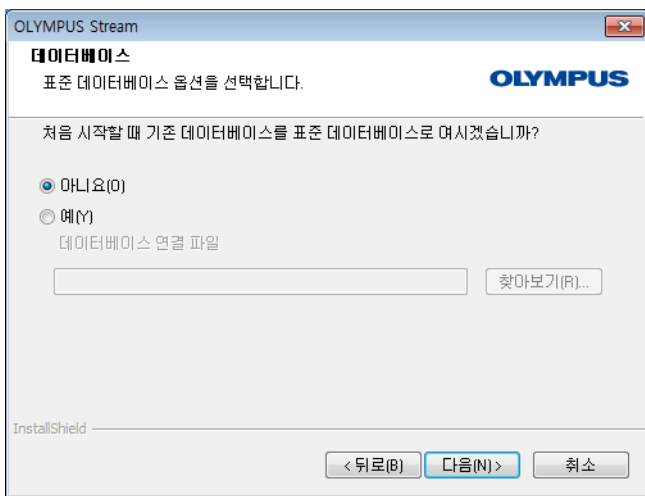 OLYMPUS Stream
데이터베이스
표준 데이터베이스 옵션을 선택합니다.
OLYMPUS
처음 시작할 때 기존 데이터베이스를 표준 데이터베이스로 여시겠습니까?
아니요(O)
예(Y)
데이터베이스 연결 파일
찾아보기(R)...
InstallShield
< 뒤로(B)
다음(N) >
취소